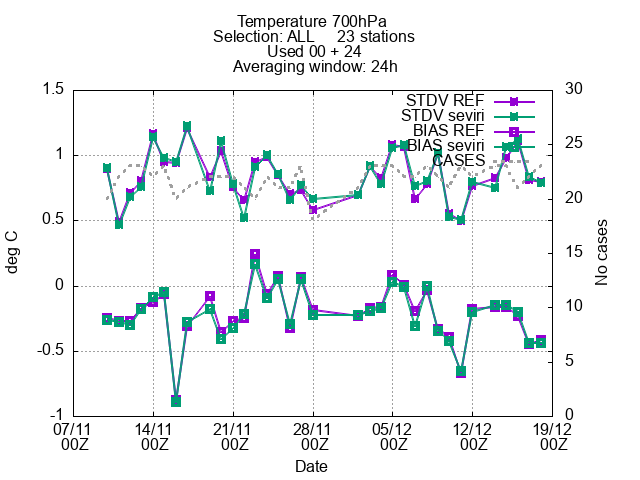 Temperature 700hPa
Selection: ALL 23 stations
Used 00 + 24
Averaging window: 24h
1.5
1
0.5
0
-0.5
-1
deg C
30
25
20
15
10
5
0
No cases
STDV REF
STDV seviri
BIAS REF
BIAS seviri
CASES
07/11 14/11 21/11 28/11 05/12 12/12 19/12
00Z 00Z 00Z 00Z 00Z 00Z 00Z
Date